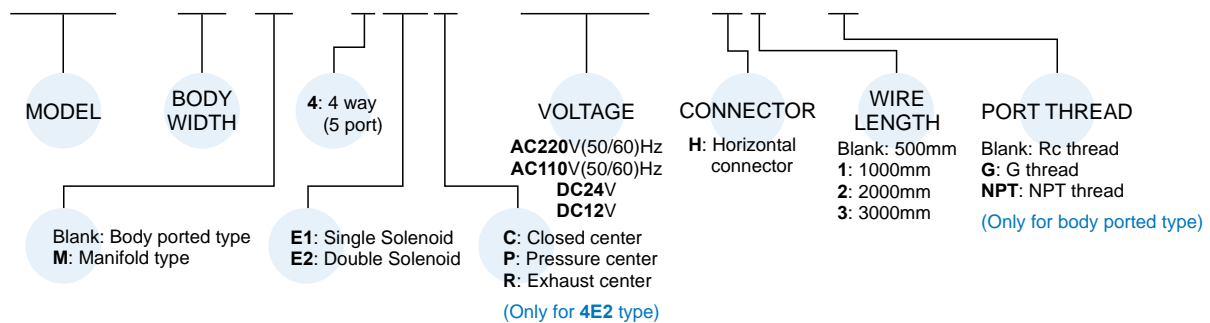 MODEL
BODY
WIDTH
4: 4 way
(5 port)
VOLTAGE
AC220V(50/60)Hz
AC110V(50/60)Hz
DC24V
DC12V
CONNECTOR
H: Horizontal
connector
WIRE
LENGTH
Blank: 500mm
1: 1000mm
2: 2000mm
3: 3000mm
PORT THREAD
Blank: Rc thread
G: G thread
NPT: NPT thread
(Only for body ported type)
Blank: Body ported type
M: Manifold type
E1: Single Solenoid
E2: Double Solenoid
C: Closed center
P: Pressure center
R: Exhaust center
(Only for 4E2 type)